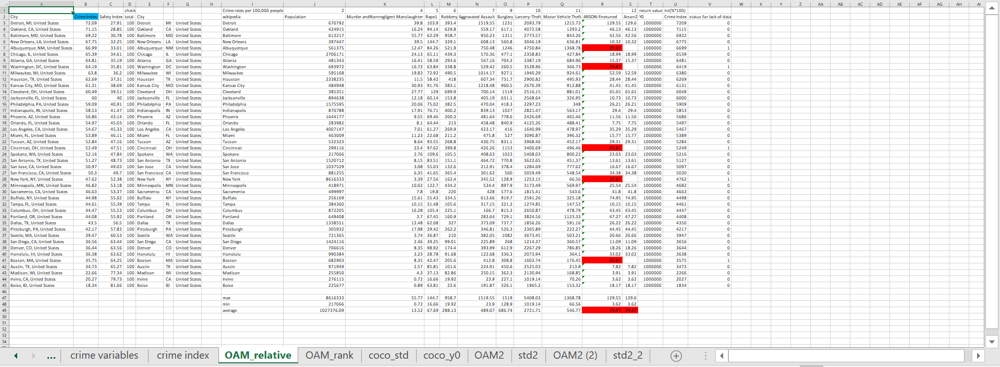 A B C D E F G H I J K L M N O P Q R S T U V W X Y Z AA AB AC AD AE AF AG AH AI
1 check Crime rates per 100,000 people 2 4 5 6 7 9 10 11 12 return value int(%*100)
2 City Crime Index Safety Index total City wikipedia Population Murder andNonnegligent Manslaughter Rape1 Robbery Aggravated Assault Burglary Larceny-Theft Motor Vehicle Theft ARSON-finetuned Arson2 Y0 Crime Index status for lack of data
3 Detroit, MI, United States 72.09 27.91 100 Detroit MI United States Detroit 670792 39.8 103.9 393.4 1519.55 1231 2093.79 1215.73 129.55 129.6 1000000 7209 0
4 Oakland, CA, United States 71.15 28.85 100 Oakland CA United States Oakland 424915 16.24 94.14 629.8 559.17 617.1 4072.58 1293.2 46.13 46.13 1000000 7115 0
5 Baltimore, MD, United States 69.22 30.78 100 Baltimore MD United States Baltimore 613217 55.77 62.29 958.7 950.23 1311 2773.57 843.26 42.56 42.56 1000000 6922 0
6 New Orleans, LA, United States 67.75 32.25 100 New Orleans LA United States New Orleans 397447 39.5 144.7 329.1 608.13 560.8 3046.19 636.81 10.32 10.32 1000000 6775 0
7 Albuquerque, NM, United States 66.99 33.01 100 Albuquerque NM United States Albuquerque 561375 12.47 84.26 521.9 750.48 1246 4750.84 1368.78 29.87 1000000 6699 1
8 Chicago, IL, United States 65.39 34.61 100 Chicago IL United States Chicago 2706171 24.13 65.11 439.3 570.36 477.1 2358.83 427.84 18.99 18.99 1000000 6539 0
9 Atlanta, GA, United States 64.81 35.19 100 Atlanta GA United States Atlanta 481343 16.41 58.59 293.6 567.16 704.3 3387.19 684.96 15.37 15.37 1000000 6481 0
10 Washington, DC, United States 64.19 35.81 100 Washington DC United States Washington 693972 16.72 63.84 338.8 529.42 260.5 3528.96 366.73 29.87 1000000 6419 1
11 Milwaukee, WI, United States 63.8 36.2 100 Milwaukee WI United States Milwaukee 595168 19.83 72.92 490.5 1014.17 927.1 1940.29 924.61 52.59 52.59 1000000 6380 0
12 Houston, TX, United States 62.69 37.31 100 Houston TX United States Houston 2338235 11.5 58.42 418 607.34 731.7 2900.82 495.93 28.44 28.44 1000000 6269 0
13 Kansas City, MO, United States 61.31 38.69 100 Kansas City MO United States Kansas City 484948 30.93 91.76 383.1 1218.48 960.5 2670.39 912.88 41.45 41.45 1000000 6131 0
14 Cleveland, OH, United States 60.49 39.51 100 Cleveland OH United States Cleveland 385351 27.77 129 699.9 700.14 1519 2516.15 881.01 65.65 65.65 1000000 6049 0
15 Jacksonville, FL, United States 60 40 100 Jacksonville FL United States Jacksonville 894638 12.18 60.14 153.8 405.19 631.1 2568.64 326.95 10.73 10.73 1000000 6000 0
16 Philadelphia, PA, United States 59.09 40.91 100 Philadelphia PA United States Philadelphia 1575595 20.06 75.02 382.5 470.04 418.3 2297.23 348 26.21 26.21 1000000 5909 0
17 Indianapolis, IN, United States 58.53 41.47 100 Indianapolis IN United States Indianapolis 870788 17.91 76.71 400.2 839.13 1027 2821.47 563.17 29.4 29.4 1000000 5853 0
18 Phoenix, AZ, United States 56.86 43.14 100 Phoenix AZ United States Phoenix 1644177 9.55 69.46 200.3 481.64 778.6 2426.69 465.46 11.56 11.56 1000000 5686 0
19 Orlando, FL, United States 54.97 45.03 100 Orlando FL United States Orlando 283982 8.1 64.44 213 458.48 840.9 4125.26 488.41 7.75 7.75 1000000 5497 0
20 Los Angeles, CA, United States 54.67 45.33 100 Los Angeles CA United States Los Angeles 4007147 7.01 61.27 269.9 423.17 416 1640.99 478.97 35.29 35.29 1000000 5467 0
21 Miami, FL, United States 53.89 46.11 100 Miami FL United States Miami 463009 11.23 22.68 211.2 475.8 527 3090.87 396.32 15.77 15.77 1000000 5389 0
22 Tucson, AZ, United States 52.84 47.16 100 Tucson AZ United States Tucson 532323 8.64 93.55 268.8 430.75 831.1 3968.46 452.17 29.31 29.31 1000000 5284 0
23 Cincinnati, OH, United States 52.49 47.51 100 Cincinnati OH United States Cincinnati 299116 23.4 97.62 399.8 426.26 1153 3400.69 496.46 29.87 1000000 5249 1
24 Spokane, WA, United States 52.16 47.84 100 Spokane WA United States Spokane 217066 2.76 109.6 105.5 408.63 1023 5408.03 800.22 23.03 23.03 1000000 5216 0
25 San Antonio, TX, United States 51.27 48.73 100 San Antonio TX United States San Antonio 1520712 8.15 83.51 151.1 464.72 770.8 3622.65 451.37 13.61 13.61 1000000 5127 0
26 San Jose, CA, United States 50.97 49.03 100 San Jose CA United States San Jose 1037529 3.08 55.03 132.6 212.91 378.4 1284.69 777.62 16.67 16.67 1000000 5097 0
27 San Francisco, CA, United States 50.3 49.7 100 San Francisco CA United States San Francisco 881255 6.35 41.65 365.4 301.62 560 5059.49 548.54 34.38 34.38 1000000 5030 0
28 New York, NY, United States 47.62 52.38 100 New York NY United States New York 8616333 3.39 27.56 162.4 345.52 128.9 1253.15 66.56 29.87 1000000 4762 1
29 Minneapolis, MN, United States 46.82 53.18 100 Minneapolis MN United States Minneapolis 418971 10.02 122.7 434.2 534.4 897.9 3173.49 569.97 25.54 25.54 1000000 4682 0
30 Sacramento, CA, United States 46.63 53.37 100 Sacramento CA United States Sacramento 499997 7.8 19.8 220 428 577.6 1815.41 543.6 41.8 41.8 1000000 4663 0
31 Buffalo, NY, United States 44.98 55.02 100 Buffalo NY United States Buffalo 256169 15.61 55.43 334.5 613.66 919.7 2591.26 325.18 74.95 74.95 1000000 4498 0
32 Tampa, FL, United States 44.61 55.39 100 Tampa FL United States Tampa 384360 10.15 31.48 105.6 317.15 321.3 1274.85 147.52 10.15 10.15 1000000 4461 0
33 Columbus, OH, United States 44.47 55.53 100 Columbus OH United States Columbus 872205 16.28 105.4 225.1 166.7 815.3 2650.87 478.79 43.45 43.45 1000000 4447 0
34 Portland, OR, United States 44.08 55.92 100 Portland OR United States Portland 649408 3.7 67.45 160.9 283.64 729.1 3824.56 1123.33 47.27 47.27 1000000 4408 0
35 Dallas, TX, United States 43.5 56.5 100 Dallas TX United States Dallas 1338551 12.48 62.08 327 373.09 737.7 1856.26 591.16 26.22 26.22 1000000 4350 0
36 Pittsburgh, PA, United States 42.17 57.83 100 Pittsburgh PA United States Pittsburgh 305932 17.98 29.42 262.2 346.81 526.3 2365.89 222.27 44.45 44.45 1000000 4217 0
37 Seattle, WA, United States 39.47 60.53 100 Seattle WA United States Seattle 721365 3.74 36.87 210 382.05 1082 3673.45 503.21 20.66 20.66 1000000 3947 0
38 San Diego, CA, United States 36.56 63.44 100 San Diego CA United States San Diego 1424116 2.46 39.25 99.01 225.89 268 1214.37 360.57 11.09 11.09 1000000 3656 0
39 Denver, CO, United States 36.44 63.56 100 Denver CO United States Denver 706616 8.35 98.92 174.4 393.99 612.9 2267.29 786.85 18.26 18.26 1000000 3644 0
40 Honolulu, HI, United States 36.38 63.62 100 Honolulu HI United States Honolulu 990384 3.23 28.78 91.68 122.68 336.3 2073.94 364.1 33.02 33.02 1000000 3638 0
41 Boston, MA, United States 35.75 64.25 100 Boston MA United States Boston 682903 8.35 42.47 205.6 412.8 308.8 1603.74 176.45 29.87 1000000 3575 1
42 Austin, TX, United States 34.73 65.27 100 Austin TX United States Austin 971949 2.57 85.81 101.6 224.91 450.6 2525.03 213.9 7.82 7.82 1000000 3473 0
43 Madison, WI, United States 22.66 77.34 100 Madison WI United States Madison 255850 4.3 37.13 82.86 250.15 362.3 2130.94 168.85 3.91 3.91 1000000 2266 0
44 Irvine, CA, United States 20.27 79.73 100 Irvine CA United States Irvine 276115 0.72 16.66 19.92 23.9 227.1 1019.14 70.26 3.62 3.62 1000000 2027 0
45 Boise, ID, United States 18.34 81.66 100 Boise ID United States Boise 225677 0.89 63.81 22.6 191.87 326.1 1965.2 153.32 18.17 18.17 1000000 1834 0
46
47 max 8616333 55.77 144.7 958.7 1519.55 1519 5408.03 1368.78 129.55 129.6
48 min 217066 0.72 16.66 19.92 23.9 128.9 1019.14 66.56 3.62 3.62
49 average 1027376.09 13.52 67.69 288.13 489.07 686.74 2721.71 546.77 29.87 29.87
50
51
52
53
54
... crime variables crime index OAM_relative OAM_rank coco_std coco_y0 OAM2 std2 OAM2 (2) std2_2